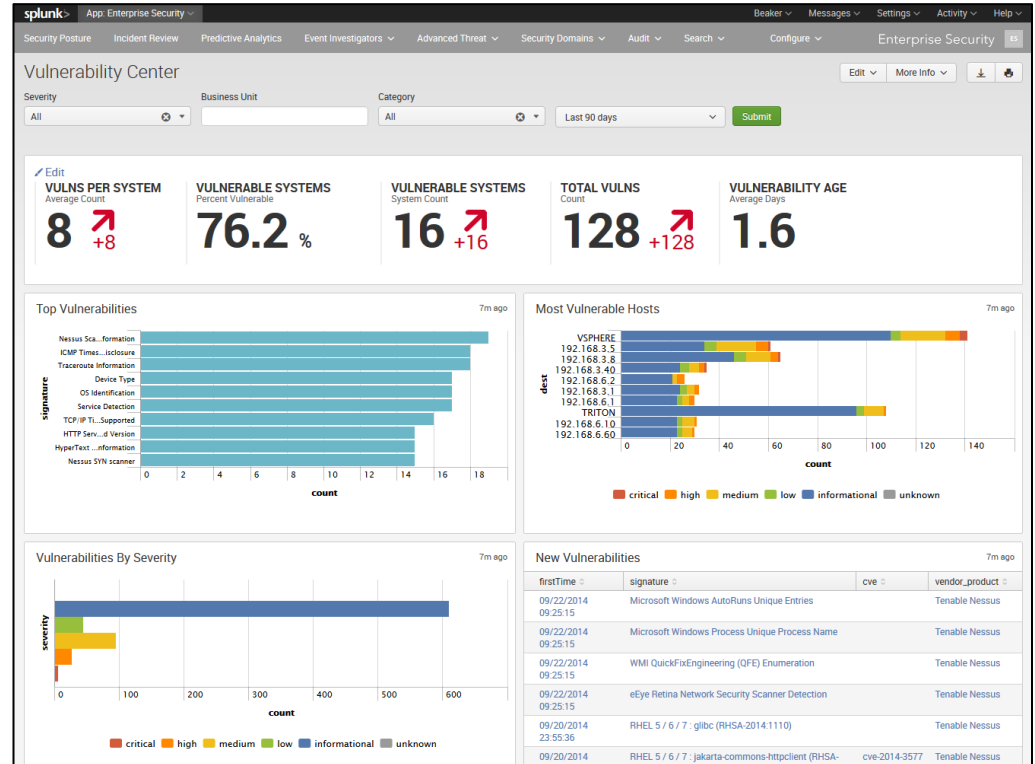 splunk> App: Enterprise Security Beaker Messages Settings Activity Help
Security Posture Incident Review Predictive Analytics Event Investigators Advanced Threat Security Domains Audit Search Configure Enterprise Security ES
Vulnerability Center
Edit More Info
Severity Business Unit Category
All All Last 90 days Submit
Edit
VULNS PER SYSTEM
Average Count
8 +8
VULNERABLE SYSTEMS
Percent Vulnerable
76.2 %
VULNERABLE SYSTEMS
System Count
16 +16
TOTAL VULNS
Count
128 +128
VULNERABILITY AGE
Average Days
1.6
Top Vulnerabilities 7m ago
signature
Nessus Sca...formation
ICMP Times...isclosure
Traceroute Information
Device Type
OS Identification
Service Detection
TCP/IP Ti...Supported
HTTP Serv...d Version
HyperText ...nformation
Nessus SYN scanner
0 2 4 6 8 10 12 14 16 18
count
Most Vulnerable Hosts 7m ago
dest
VSPHERE
192.168.3.5
192.168.3.8
192.168.3.40
192.168.6.2
192.168.3.1
192.168.6.1
TRITON
192.168.6.10
192.168.6.60
0 20 40 60 80 100 120 140
count
critical high medium low informational unknown
Vulnerabilities By Severity 7m ago
severity
0 100 200 300 400 500 600
count
critical high medium low informational unknown
New Vulnerabilities 7m ago
firstTime signature cve vendor_product
09/22/2014 Microsoft Windows AutoRuns Unique Entries Tenable Nessus
09:25:15
09/22/2014 Microsoft Windows Process Unique Process Name Tenable Nessus
09:25:15
09/22/2014 WMI QuickFixEngineering (QFE) Enumeration Tenable Nessus
09:25:15
09/22/2014 eEye Retina Network Security Scanner Detection Tenable Nessus
09:25:15
09/20/2014 RHEL 5 / 6 / 7 : glibc (RHSA-2014:1110) Tenable Nessus
23:55:36
09/20/2014 RHEL 5 / 6 / 7 : jakarta-commons-httpclient (RHSA- cve-2014-3577 Tenable Nessus